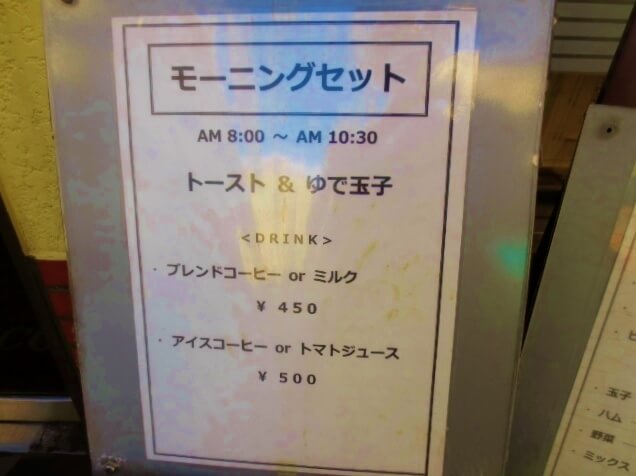 モーニングセット
AM 8:00 ～ AM 10:30
トースト & ゆで玉子
<DRINK>
・ブレンドコーヒー or ミルク
￥ 450
・アイスコーヒー or トマトジュース
￥ 500
・玉子
・ハム
・野菜
・ミックス